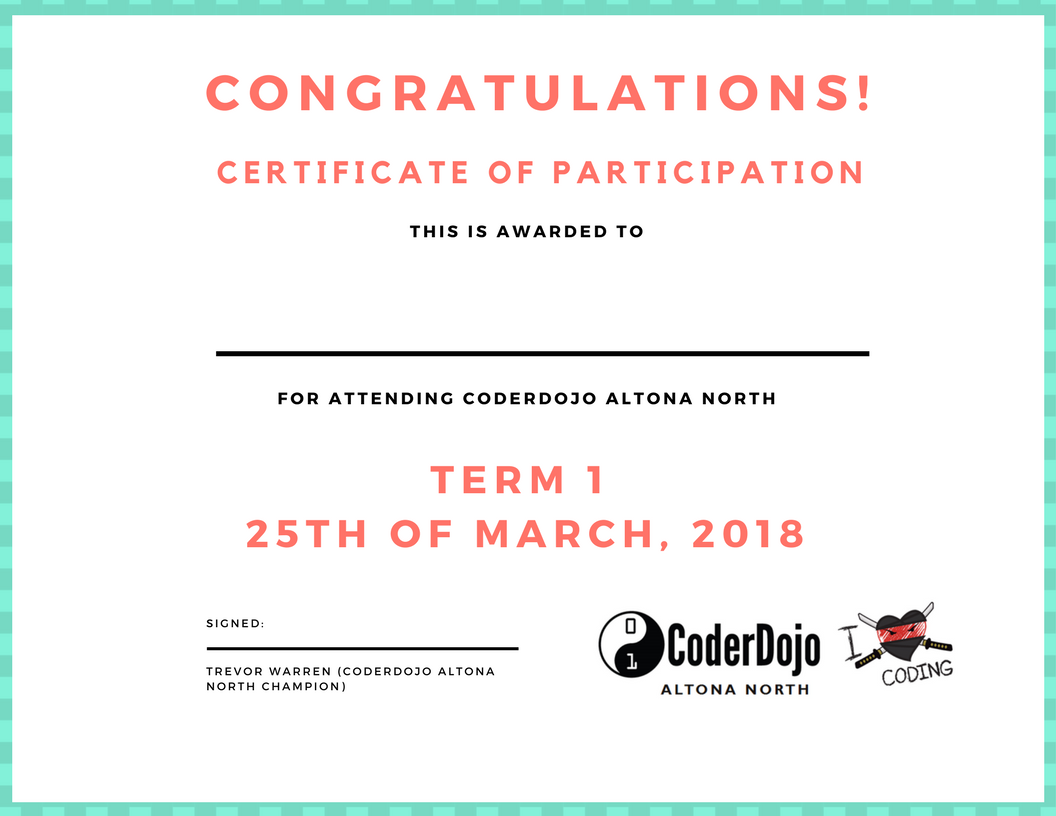 CONGRATULATIONS!
CERTIFICATE OF PARTICIPATION
THIS IS AWARDED TO
FOR ATTENDING CODERDOJO ALTONA NORTH
TERM 1
25TH OF MARCH, 2018
SIGNED:
TREVOR WARREN (CODERDOJO ALTONA
NORTH CHAMPION)
0
1
CoderDojo
ALTONA NORTH
I
CODING